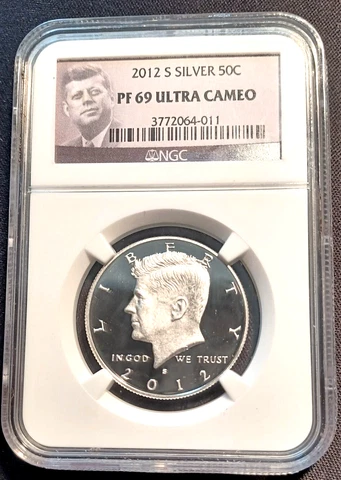 2012 S SILVER 50C
PF 69 ULTRA CAMEO
3772064-011
NGC
LIBERTY
IN GOD WE TRUST
S
2012